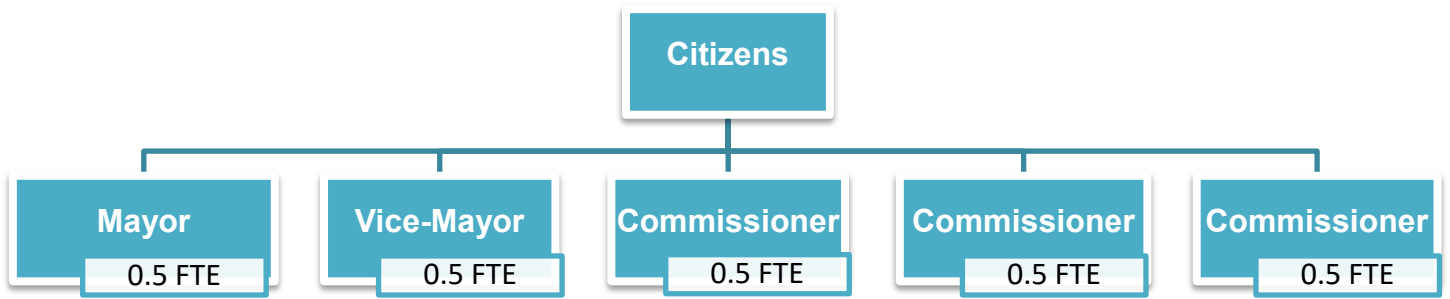 Citizens
Mayor
0.5 FTE
Vice-Mayor
0.5 FTE
Commissioner
0.5 FTE
Commissioner
0.5 FTE
Commissioner
0.5 FTE